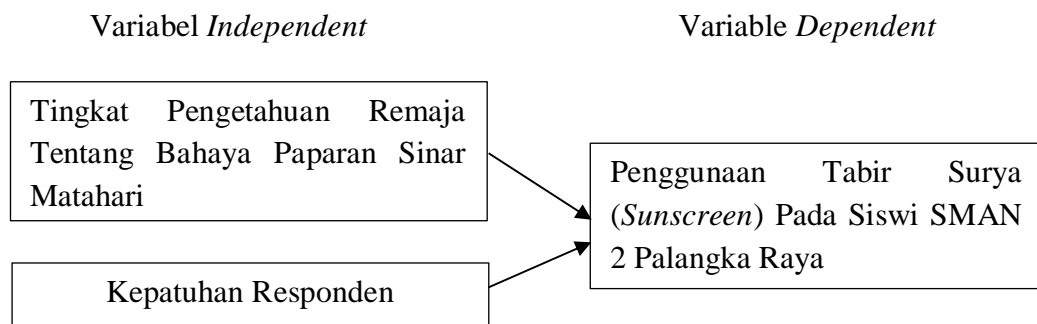 Variabel Independent
Variable Dependent
Tingkat Pengetahuan Remaja
Tentang Bahaya Paparan Sinar
Matahari
Penggunaan Tabir Surya
(Sunscreen) Pada Siswi SMAN
2 Palangka Raya
Kepatuhan Responden